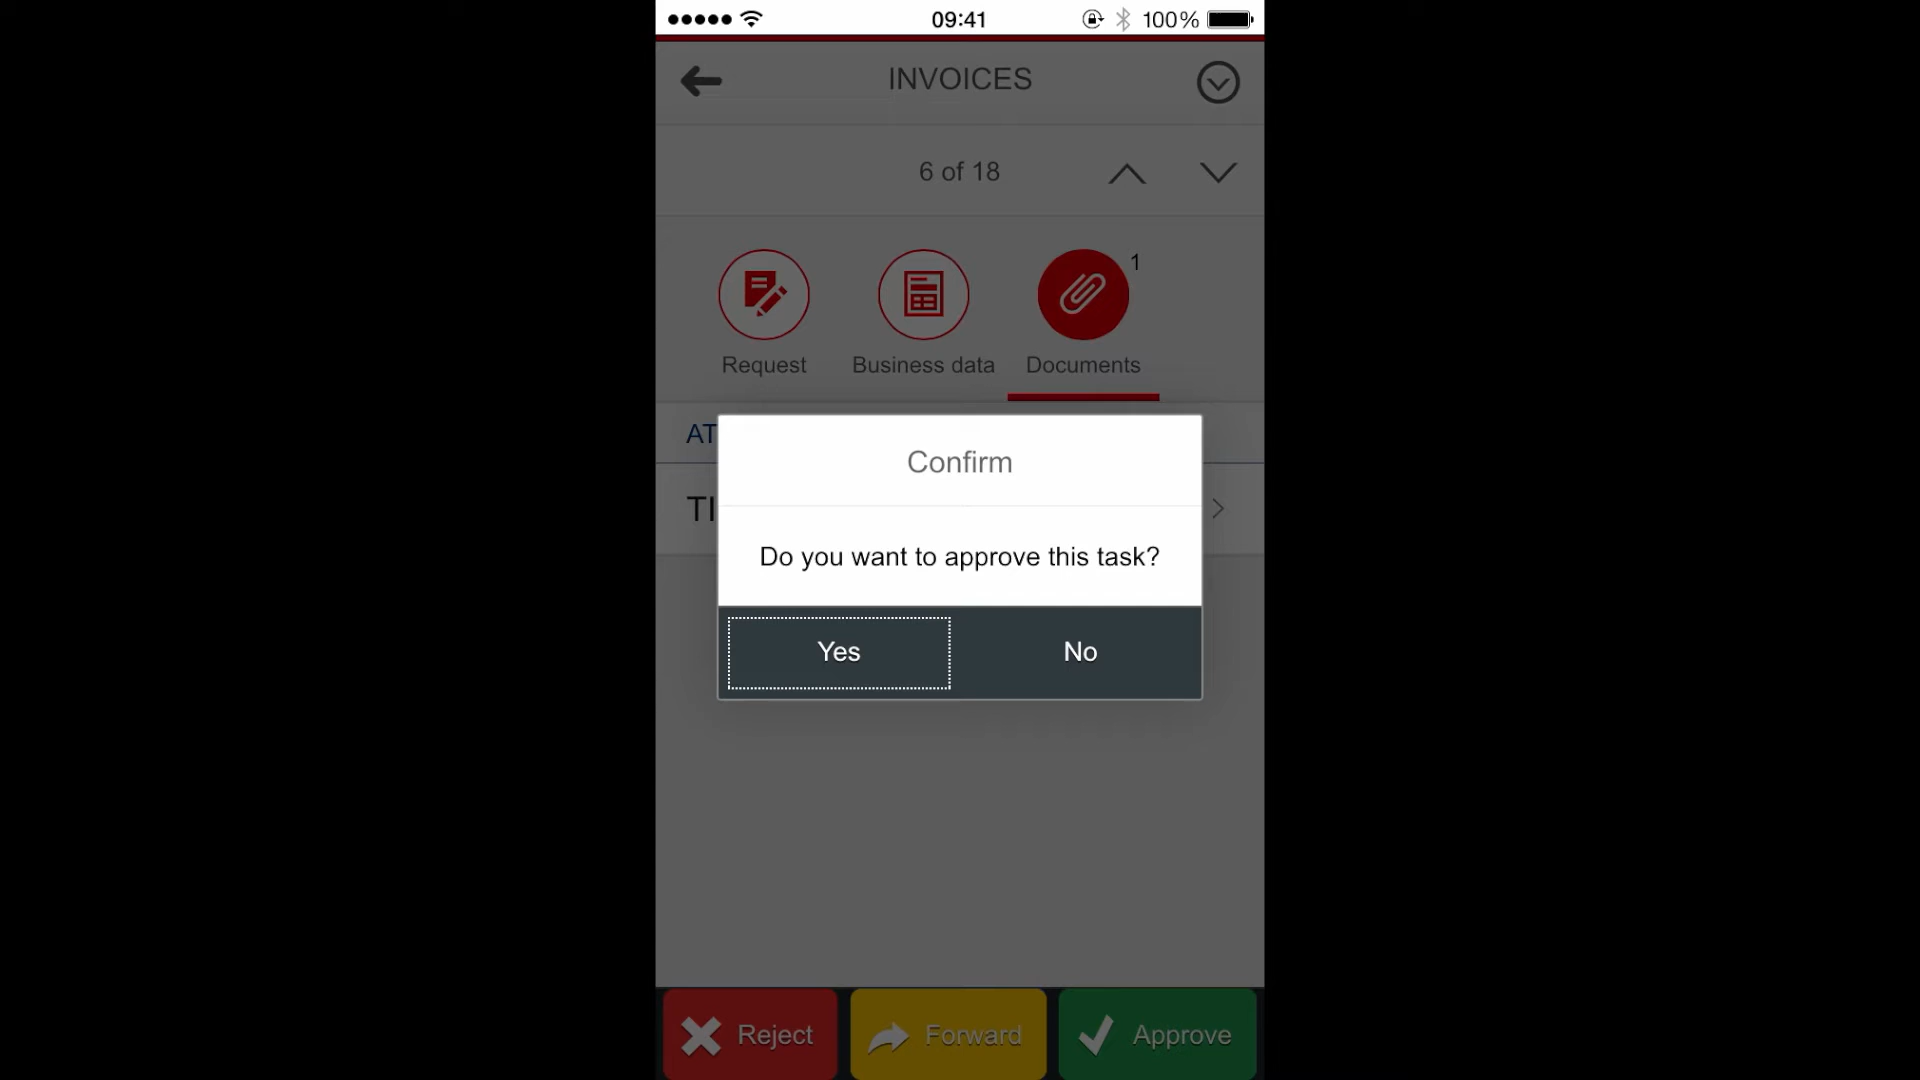 09:41 100%
INVOICES
6 of 18
1
Request Business data Documents
AT
Confirm
TI
Do you want to approve this task?
Yes No
Reject Forward Approve